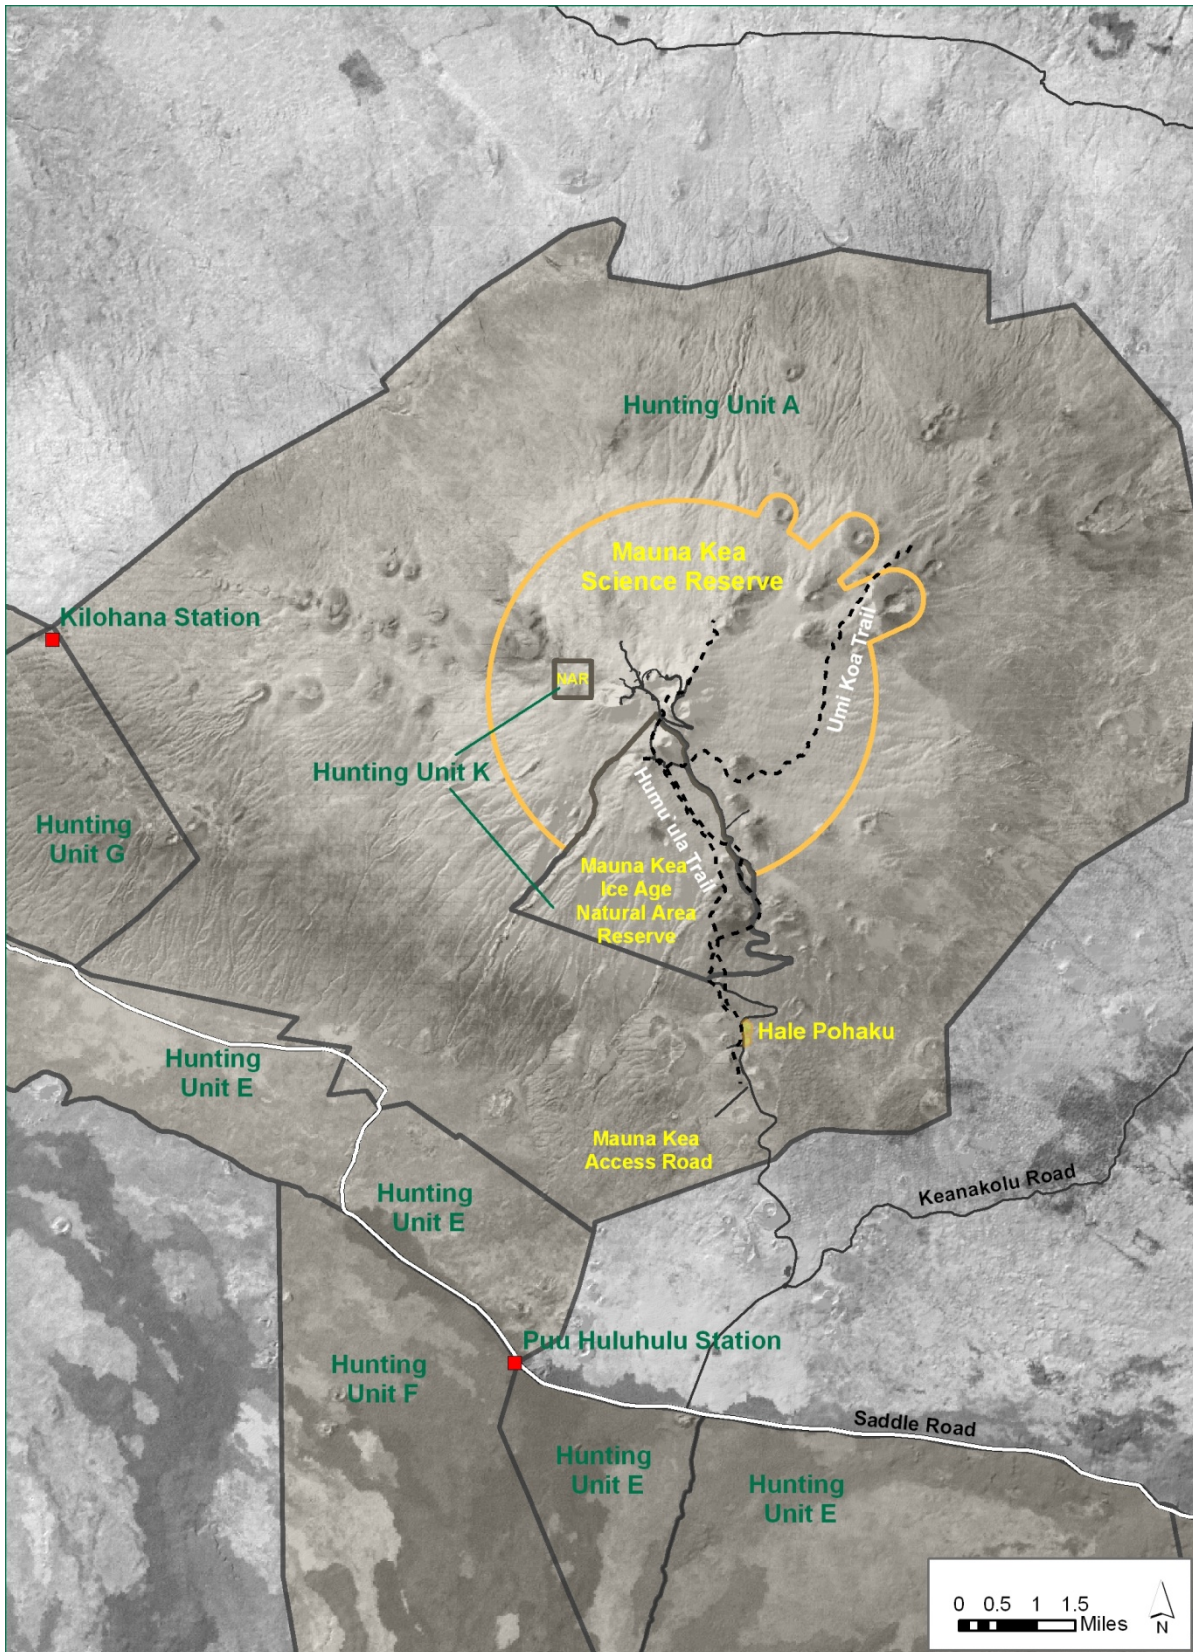 Hunting Unit A
Mauna Kea
Science Reserve
Kilohana Station
NAR
Umi Koa Trail
Hunting Unit K
Humu'ula Trail
Hunting
Unit G
Mauna Kea
Ice Age
Natural Area
Reserve
Hale Pohaku
Hunting
Unit E
Mauna Kea
Access Road
Keanakolu Road
Hunting
Unit E
Puu Huluhulu Station
Hunting
Unit F
Saddle Road
Hunting
Unit E
Hunting
Unit E
0 0.5 1 1.5
Miles
N